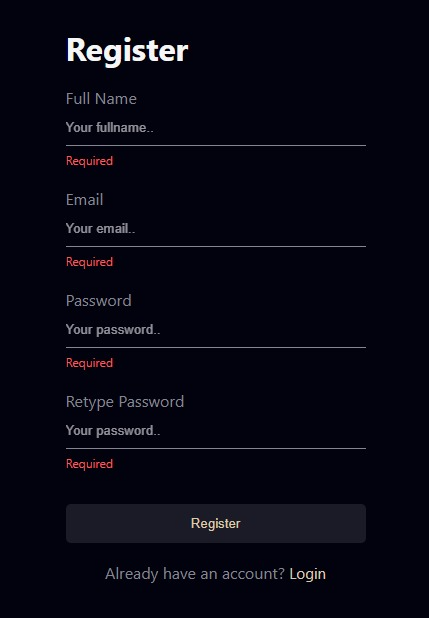 Register
Full Name
Your fullname..
Required
Email
Your email..
Required
Password
Your password..
Required
Retype Password
Your password..
Required
Register
Already have an account? Login